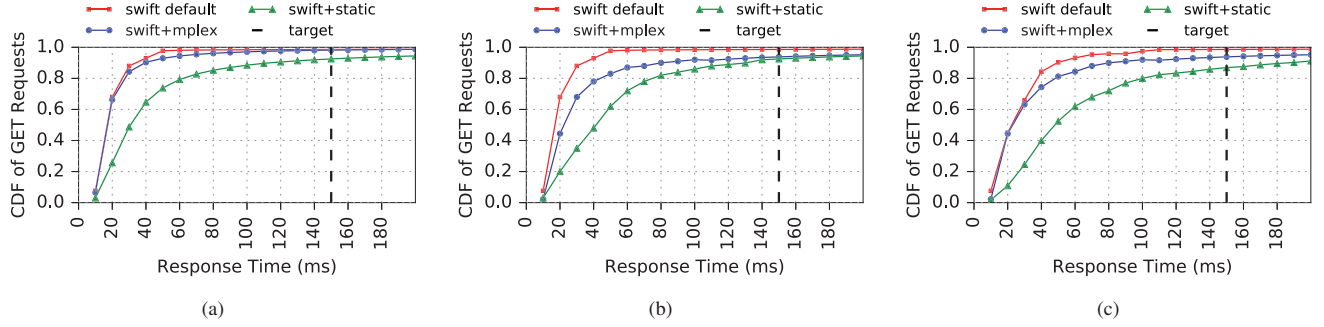 swift default
swift+static
swift+mplex
target
CDF of GET Requests
1.0
0.8
0.6
0.4
0.2
0.0
0 20 40 60 80 100 120 140 160 180
Response Time (ms)
(a)
swift default
swift+static
swift+mplex
target
CDF of GET Requests
1.0
0.8
0.6
0.4
0.2
0.0
0 20 40 60 80 100 120 140 160 180
Response Time (ms)
(b)
swift default
swift+static
swift+mplex
target
CDF of GET Requests
1.0
0.8
0.6
0.4
0.2
0.0
0 20 40 60 80 100 120 140 160 180
Response Time (ms)
(c)